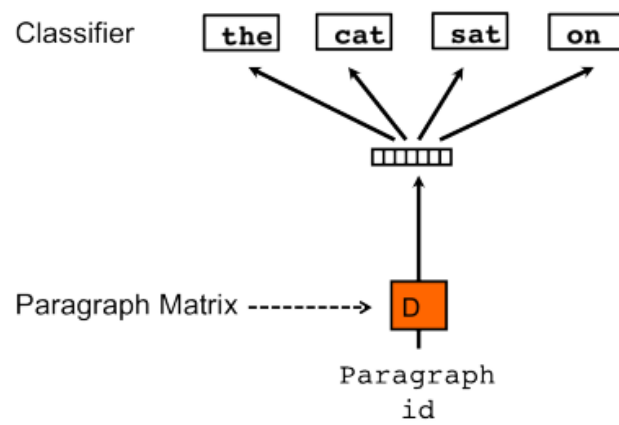 Classifier the cat sat on
Paragraph Matrix D
Paragraph
id